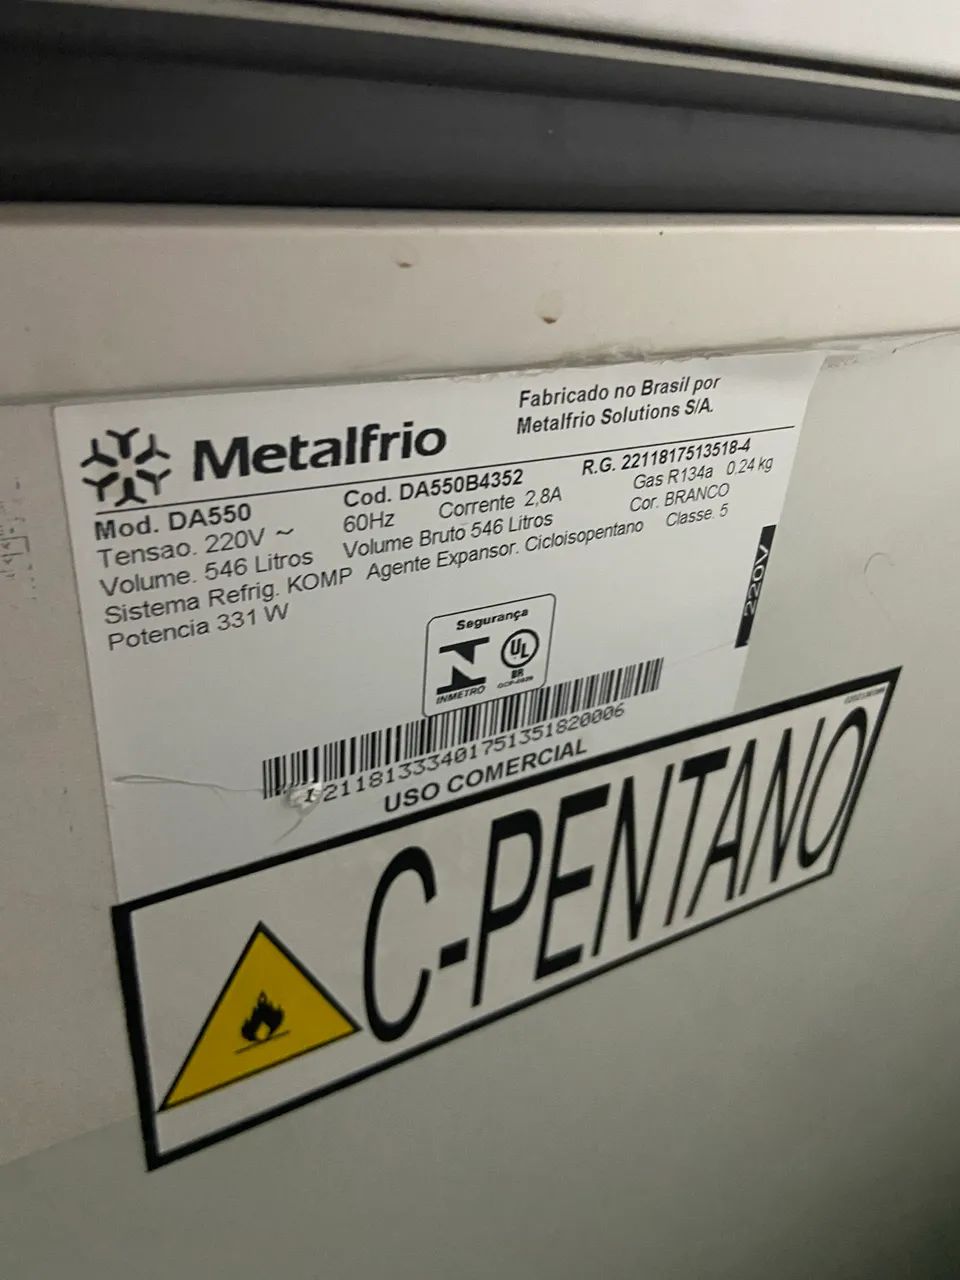 Metalfrio
Fabricado no Brasil por
Metalfrio Solutions S/A.
Mod. DA550 Cod. DA550B4352 R.G. 2211817513518-4
Tensao. 220V ~ 60Hz Corrente 2,8A Gas R134a 0,24 kg
Volume. 546 Litros Volume Bruto 546 Litros Cor. BRANCO
Sistema Refrig. KOMP Agente Expansor. Cicloisopentano Classe. 5
Potencia 331 W
220V
Segurança
UL
BR
INMETRO
121181333401751351820006
USO COMERCIAL
C-PENTANO